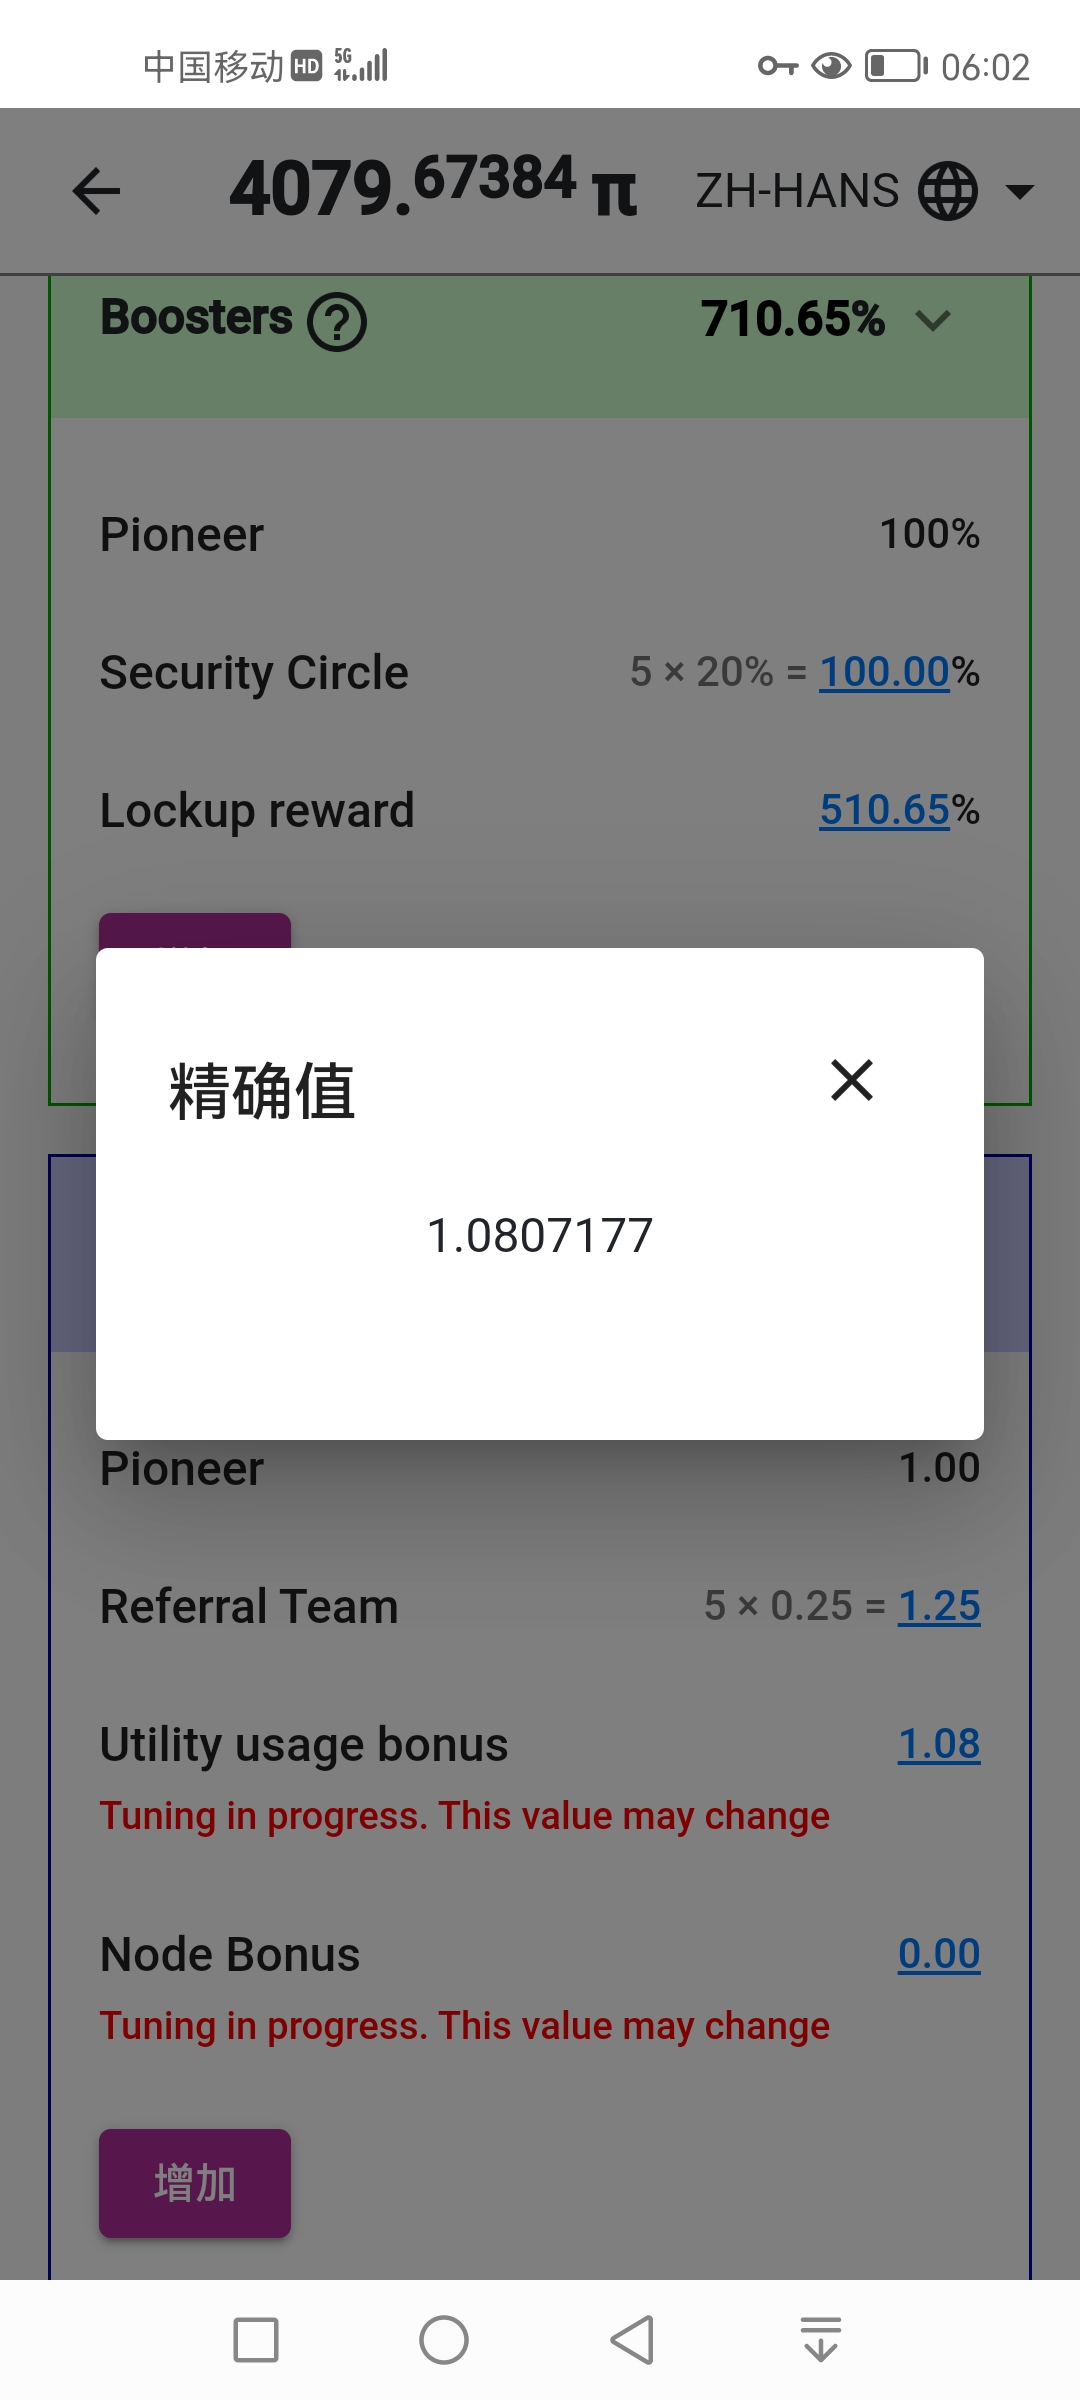 中国移动 HD 5G 06:02
4079.67384 π ZH-HANS
Boosters ? 710.65%
Pioneer 100%
Security Circle 5 × 20% = 100.00%
Lockup reward 510.65%
精确值
1.0807177
Pioneer 1.00
Referral Team 5 × 0.25 = 1.25
Utility usage bonus 1.08
Tuning in progress. This value may change
Node Bonus 0.00
Tuning in progress. This value may change
增加